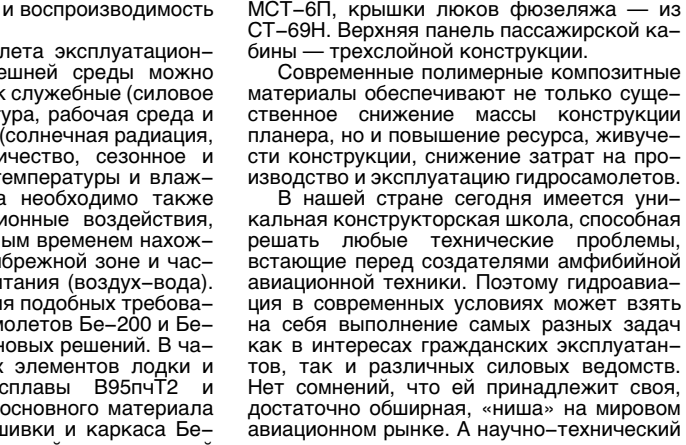 и воспроизводимость
лета эксплуатацион-
ешней среды можно
к служебные (силовое
тура, рабочая среда и
(солнечная радиация,
ичество, сезонное и
температуры и влаж-
а необходимо также
ионные воздействия,
ным временем нахож-
ибрежной зоне и час-
итания (воздух-вода).
ия подобных требова-
молетов Бе-200 и Бе-
новых решений. В ча-
х элементов лодки и
сплавы В95пчТ2 и
основного материала
шивки и каркаса Бе-
МСТ-6П, крышки люков фюзеляжа — из
СТ-69Н. Верхняя панель пассажирской ка-
бины — трехслойной конструкции.
Современные полимерные композитные
материалы обеспечивают не только суще-
ственное снижение массы конструкции
планера, но и повышение ресурса, живуче-
сти конструкции, снижение затрат на про-
изводство и эксплуатацию гидросамолетов.
В нашей стране сегодня имеется уни-
кальная конструкторская школа, способная
решать любые технические проблемы,
встающие перед создателями амфибийной
авиационной техники. Поэтому гидроавиа-
ция в современных условиях может взять
на себя выполнение самых разных задач
как в интересах гражданских эксплуатан-
тов, так и различных силовых ведомств.
Нет сомнений, что ей принадлежит своя,
достаточно обширная, «ниша» на мировом
авиационном рынке. А научно-технический